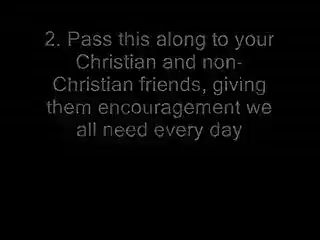 2. Pass this along to your
Christian and non-
Christian friends, giving
them encouragement we
all need every day